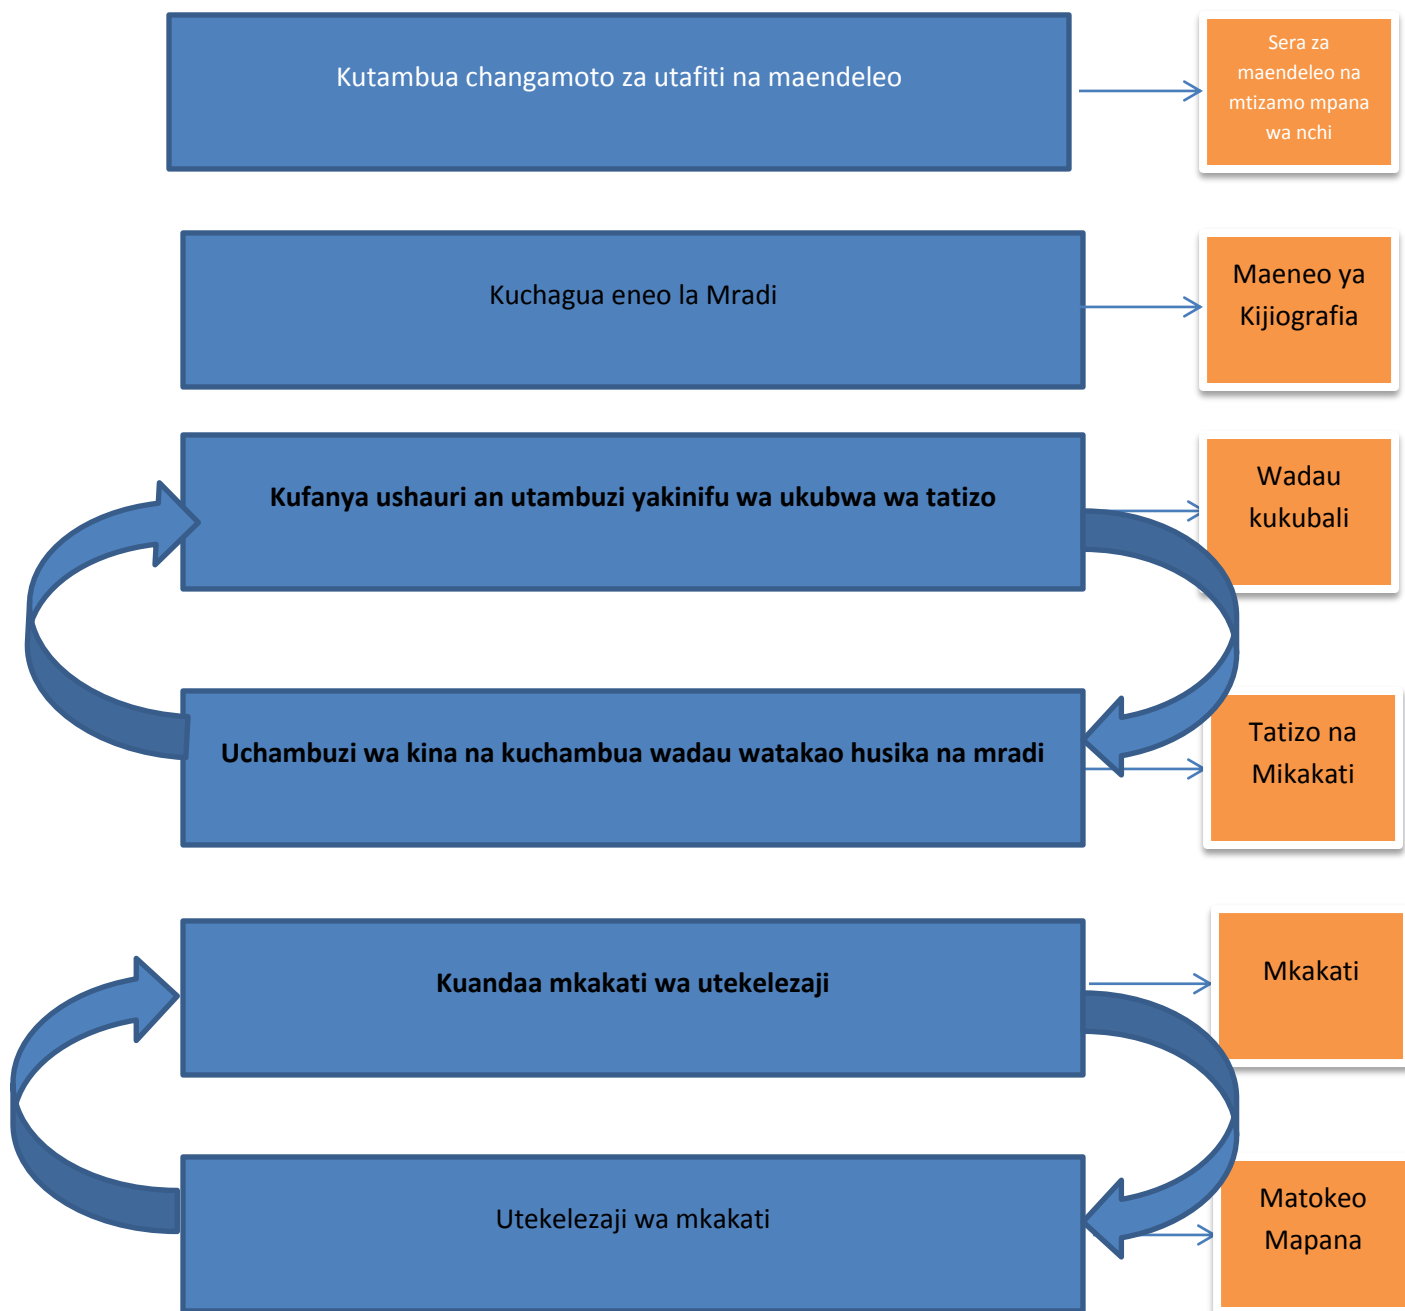 Kutambua changamoto za utafiti na maendeleo
Sera za
maendeleo na
mtizamo mpana
wa nchi
Kuchagua eneo la Mradi
Maeneo ya
Kijiografia
Kufanya ushauri an utambuzi yakinifu wa ukubwa wa tatizo
Wadau
kukubali
Uchambuzi wa kina na kuchambua wadau watakao husika na mradi
Tatizo na
Mikakati
Kuandaa mkakati wa utekelezaji
Mkakati
Utekelezaji wa mkakati
Matokeo
Mapana